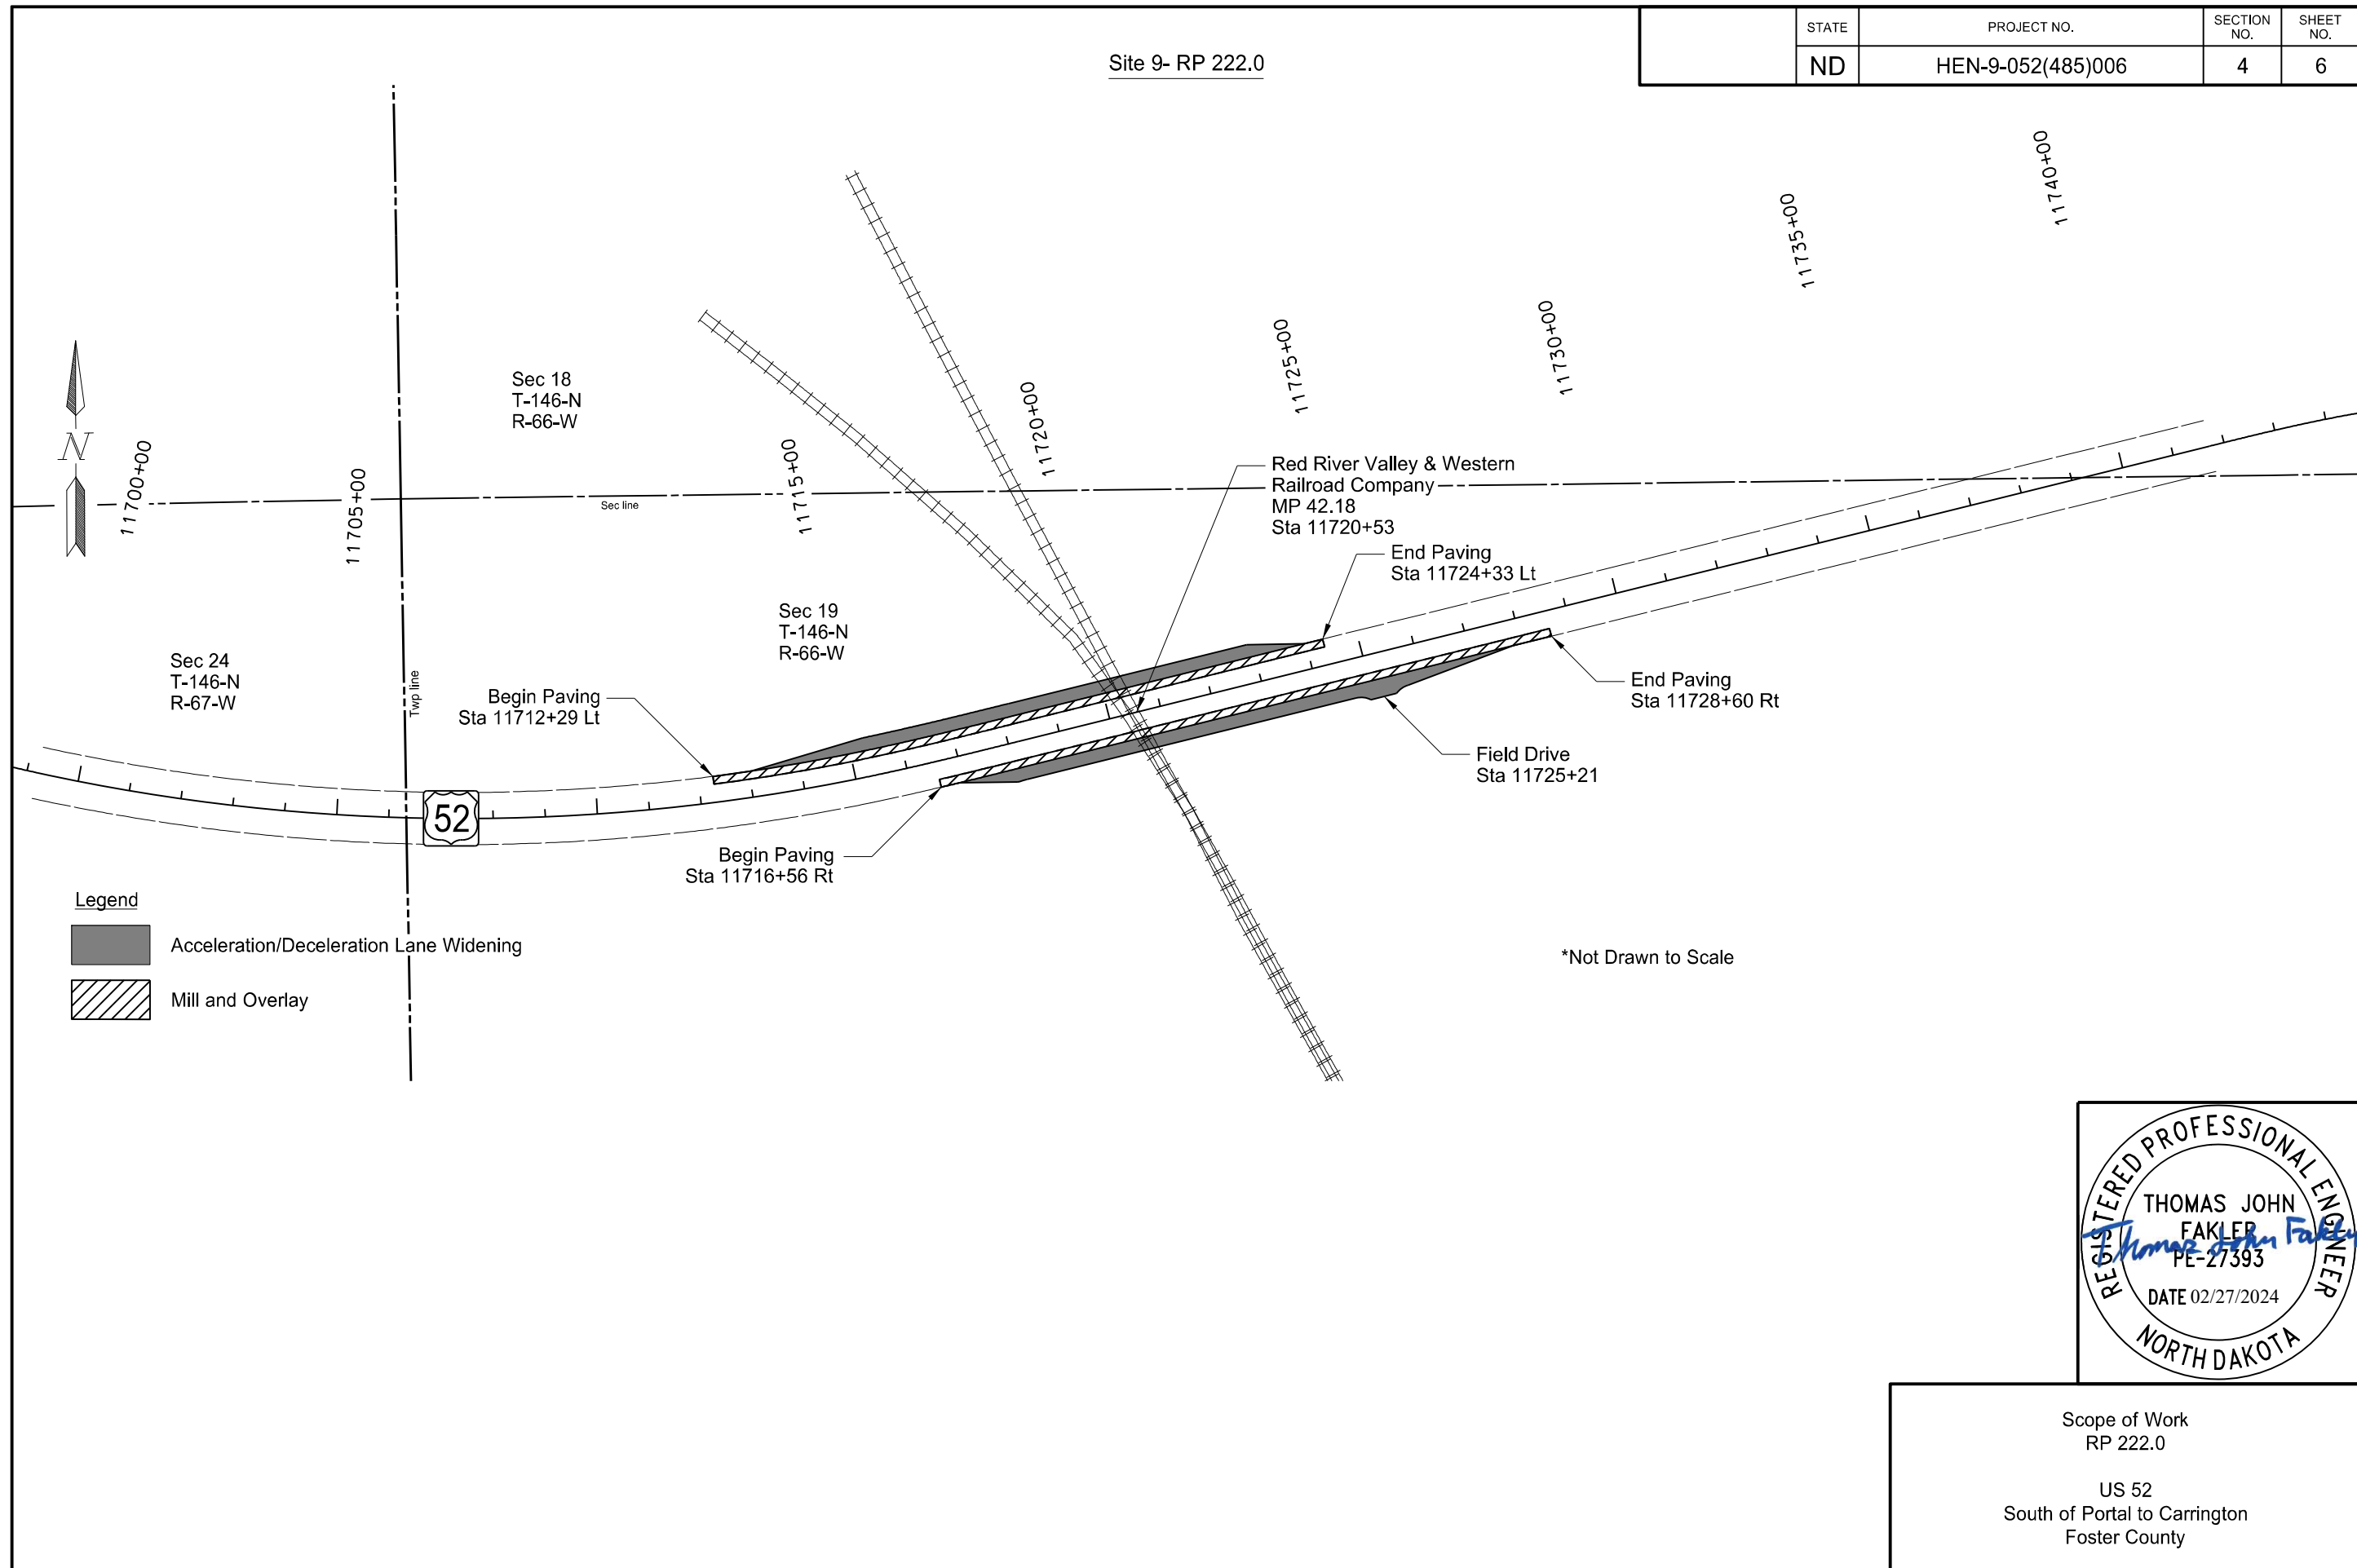 STATE
PROJECT NO.
SECTION NO.
SHEET NO.
ND
HEN-9-052(485)006
4
6
Site 9- RP 222.0
11700+00
11705+00
11715+00
11720+00
11725+00
11730+00
11735+00
11740+00
N
Sec 18
T-146-N
R-66-W
Sec line
Red River Valley & Western
Railroad Company
MP 42.18
Sta 11720+53
End Paving
Sta 11724+33 Lt
Sec 19
T-146-N
R-66-W
Sec 24
T-146-N
R-67-W
Twp line
Begin Paving
Sta 11712+29 Lt
End Paving
Sta 11728+60 Rt
Field Drive
Sta 11725+21
52
Begin Paving
Sta 11716+56 Rt
Legend
Acceleration/Deceleration Lane Widening
Mill and Overlay
*Not Drawn to Scale
REGISTERED PROFESSIONAL ENGINEER
THOMAS JOHN
FAKLER
Thomas John Fakler
PE-27393
DATE 02/27/2024
NORTH DAKOTA
Scope of Work
RP 222.0
US 52
South of Portal to Carrington
Foster County